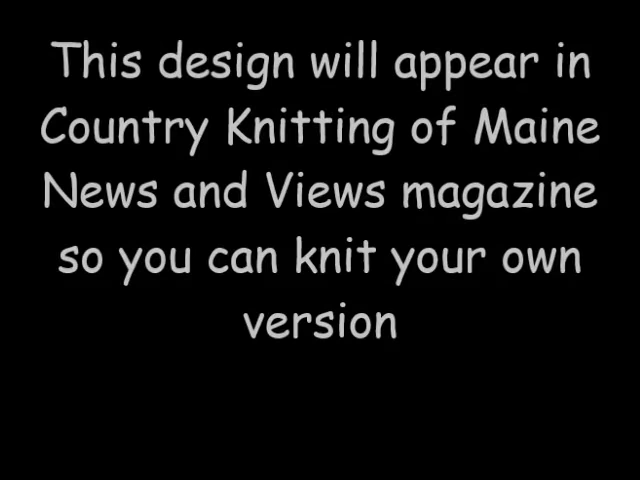 This design will appear in
Country Knitting of Maine
News and Views magazine
so you can knit your own
version